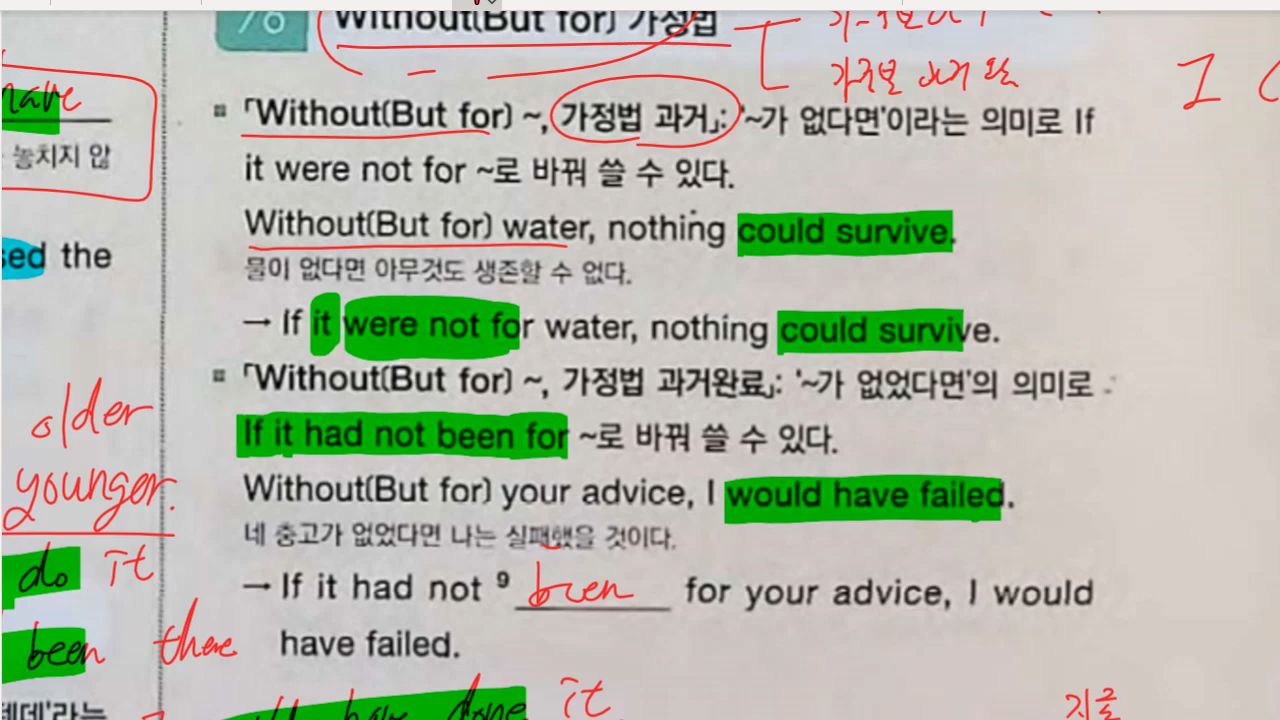 have
놓치지 않
sed the
older
younger.
do it
been there
데데'라는
76 Without(But for) 가정법
「Without(But for) ~, 가정법 과거」: '~가 없다면'이라는 의미로 If
it were not for ~로 바꿔 쓸 수 있다.
Without(But for) water, nothing could survive.
물이 없다면 아무것도 생존할 수 없다.
→ If it were not for water, nothing could survive.
「Without(But for) ~, 가정법 과거완료」: '~가 없었다면'의 의미로
If it had not been for ~로 바꿔 쓸 수 있다.
Without(But for) your advice, I would have failed.
네 충고가 없었다면 나는 실패했을 것이다.
→ If it had not 9 been for your advice, I would
have failed.
have done it
I